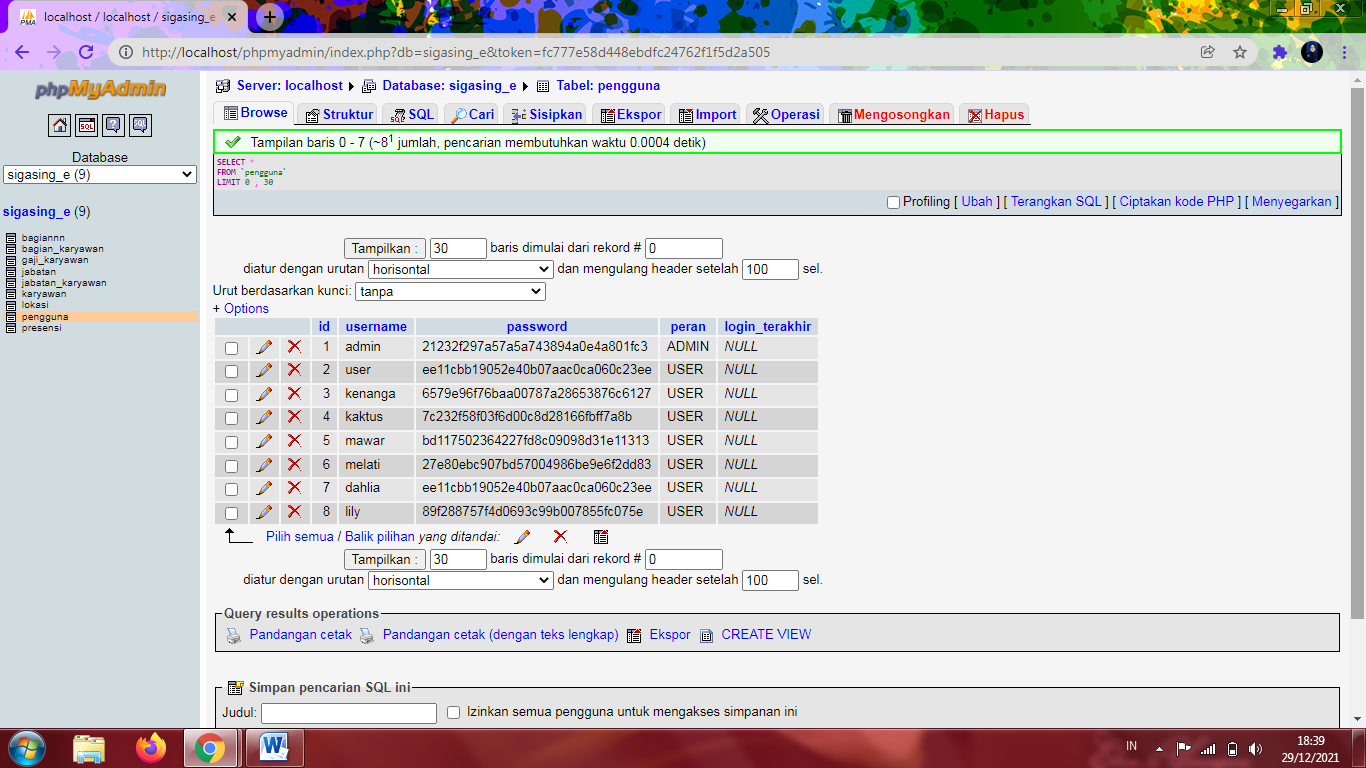 localhost / localhost / sigasing_e
http://localhost/phpmyadmin/index.php?db=sigasing_e&token=fc777e58d448ebdfc24762f1f5d2a505
phpMyAdmin
Server: localhost Database: sigasing_e Tabel: pengguna
Browse Struktur SQL Cari Sisipkan Ekspor Import Operasi Mengosongkan Hapus
Database
sigasing_e (9)
sigasing_e (9)
bagiannn
bagian_karyawan
gaji_karyawan
jabatan
jabatan_karyawan
karyawan
lokasi
pengguna
presensi
Tampilan baris 0 - 7 (~8¹ jumlah, pencarian membutuhkan waktu 0.0004 detik)
SELECT *
FROM `pengguna`
LIMIT 0 , 30
Profiling [ Ubah ] [ Terangkan SQL ] [ Ciptakan kode PHP ] [ Menyegarkan ]
Tampilkan : 30 baris dimulai dari rekord # 0
diatur dengan urutan horisontal dan mengulang header setelah 100 sel.
Urut berdasarkan kunci: tanpa
+ Options
id username password peran login_terakhir
1 admin 21232f297a57a5a743894a0e4a801fc3 ADMIN NULL
2 user ee11cbb19052e40b07aac0ca060c23ee USER NULL
3 kenanga 6579e96f76baa00787a28653876c6127 USER NULL
4 kaktus 7c232f58f03f6d00c8d28166fbff7a8b USER NULL
5 mawar bd117502364227fd8c09098d31e11313 USER NULL
6 melati 27e80ebc907bd57004986be9e6f2dd83 USER NULL
7 dahlia ee11cbb19052e40b07aac0ca060c23ee USER NULL
8 lily 89f288757f4d0693c99b007855fc075e USER NULL
Pilih semua / Balik pilihan yang ditandai:
Tampilkan : 30 baris dimulai dari rekord # 0
diatur dengan urutan horisontal dan mengulang header setelah 100 sel.
Query results operations
Pandangan cetak Pandangan cetak (dengan teks lengkap) Ekspor CREATE VIEW
Simpan pencarian SQL ini
Judul: Izinkan semua pengguna untuk mengakses simpanan ini
IN 18:39
29/12/2021